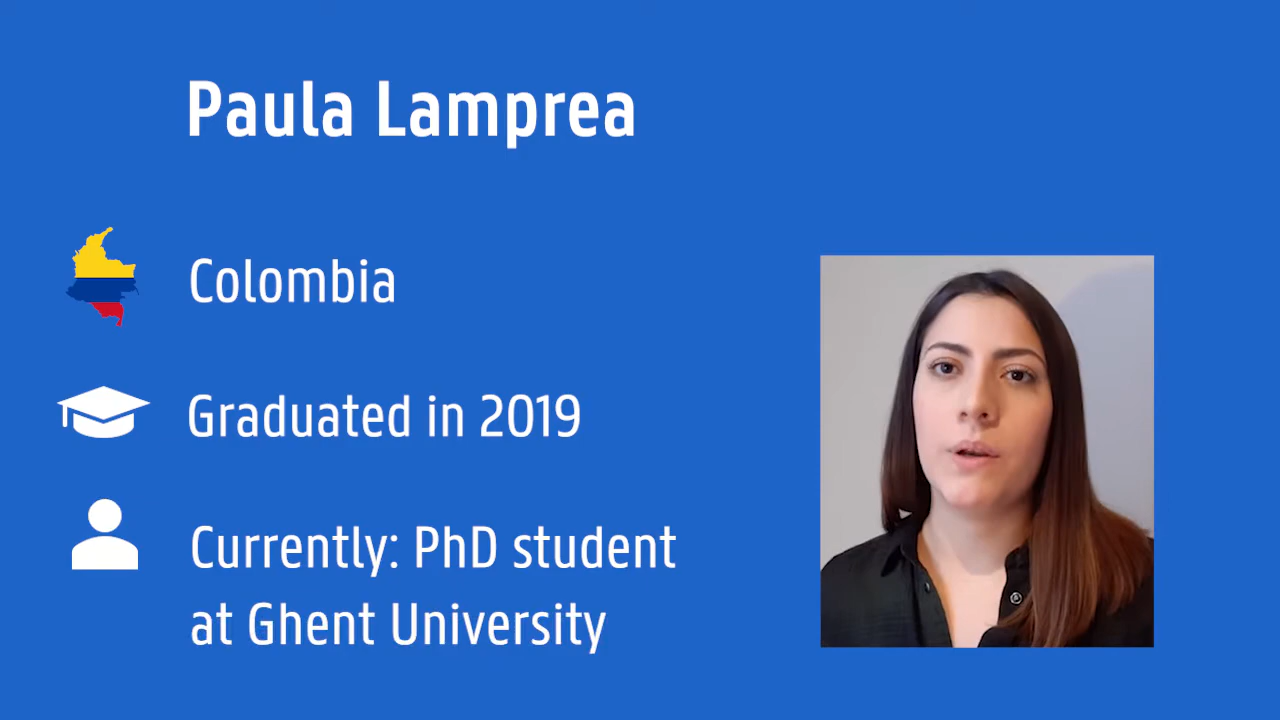 Paula Lamprea
Colombia
Graduated in 2019
Currently: PhD student
at Ghent University